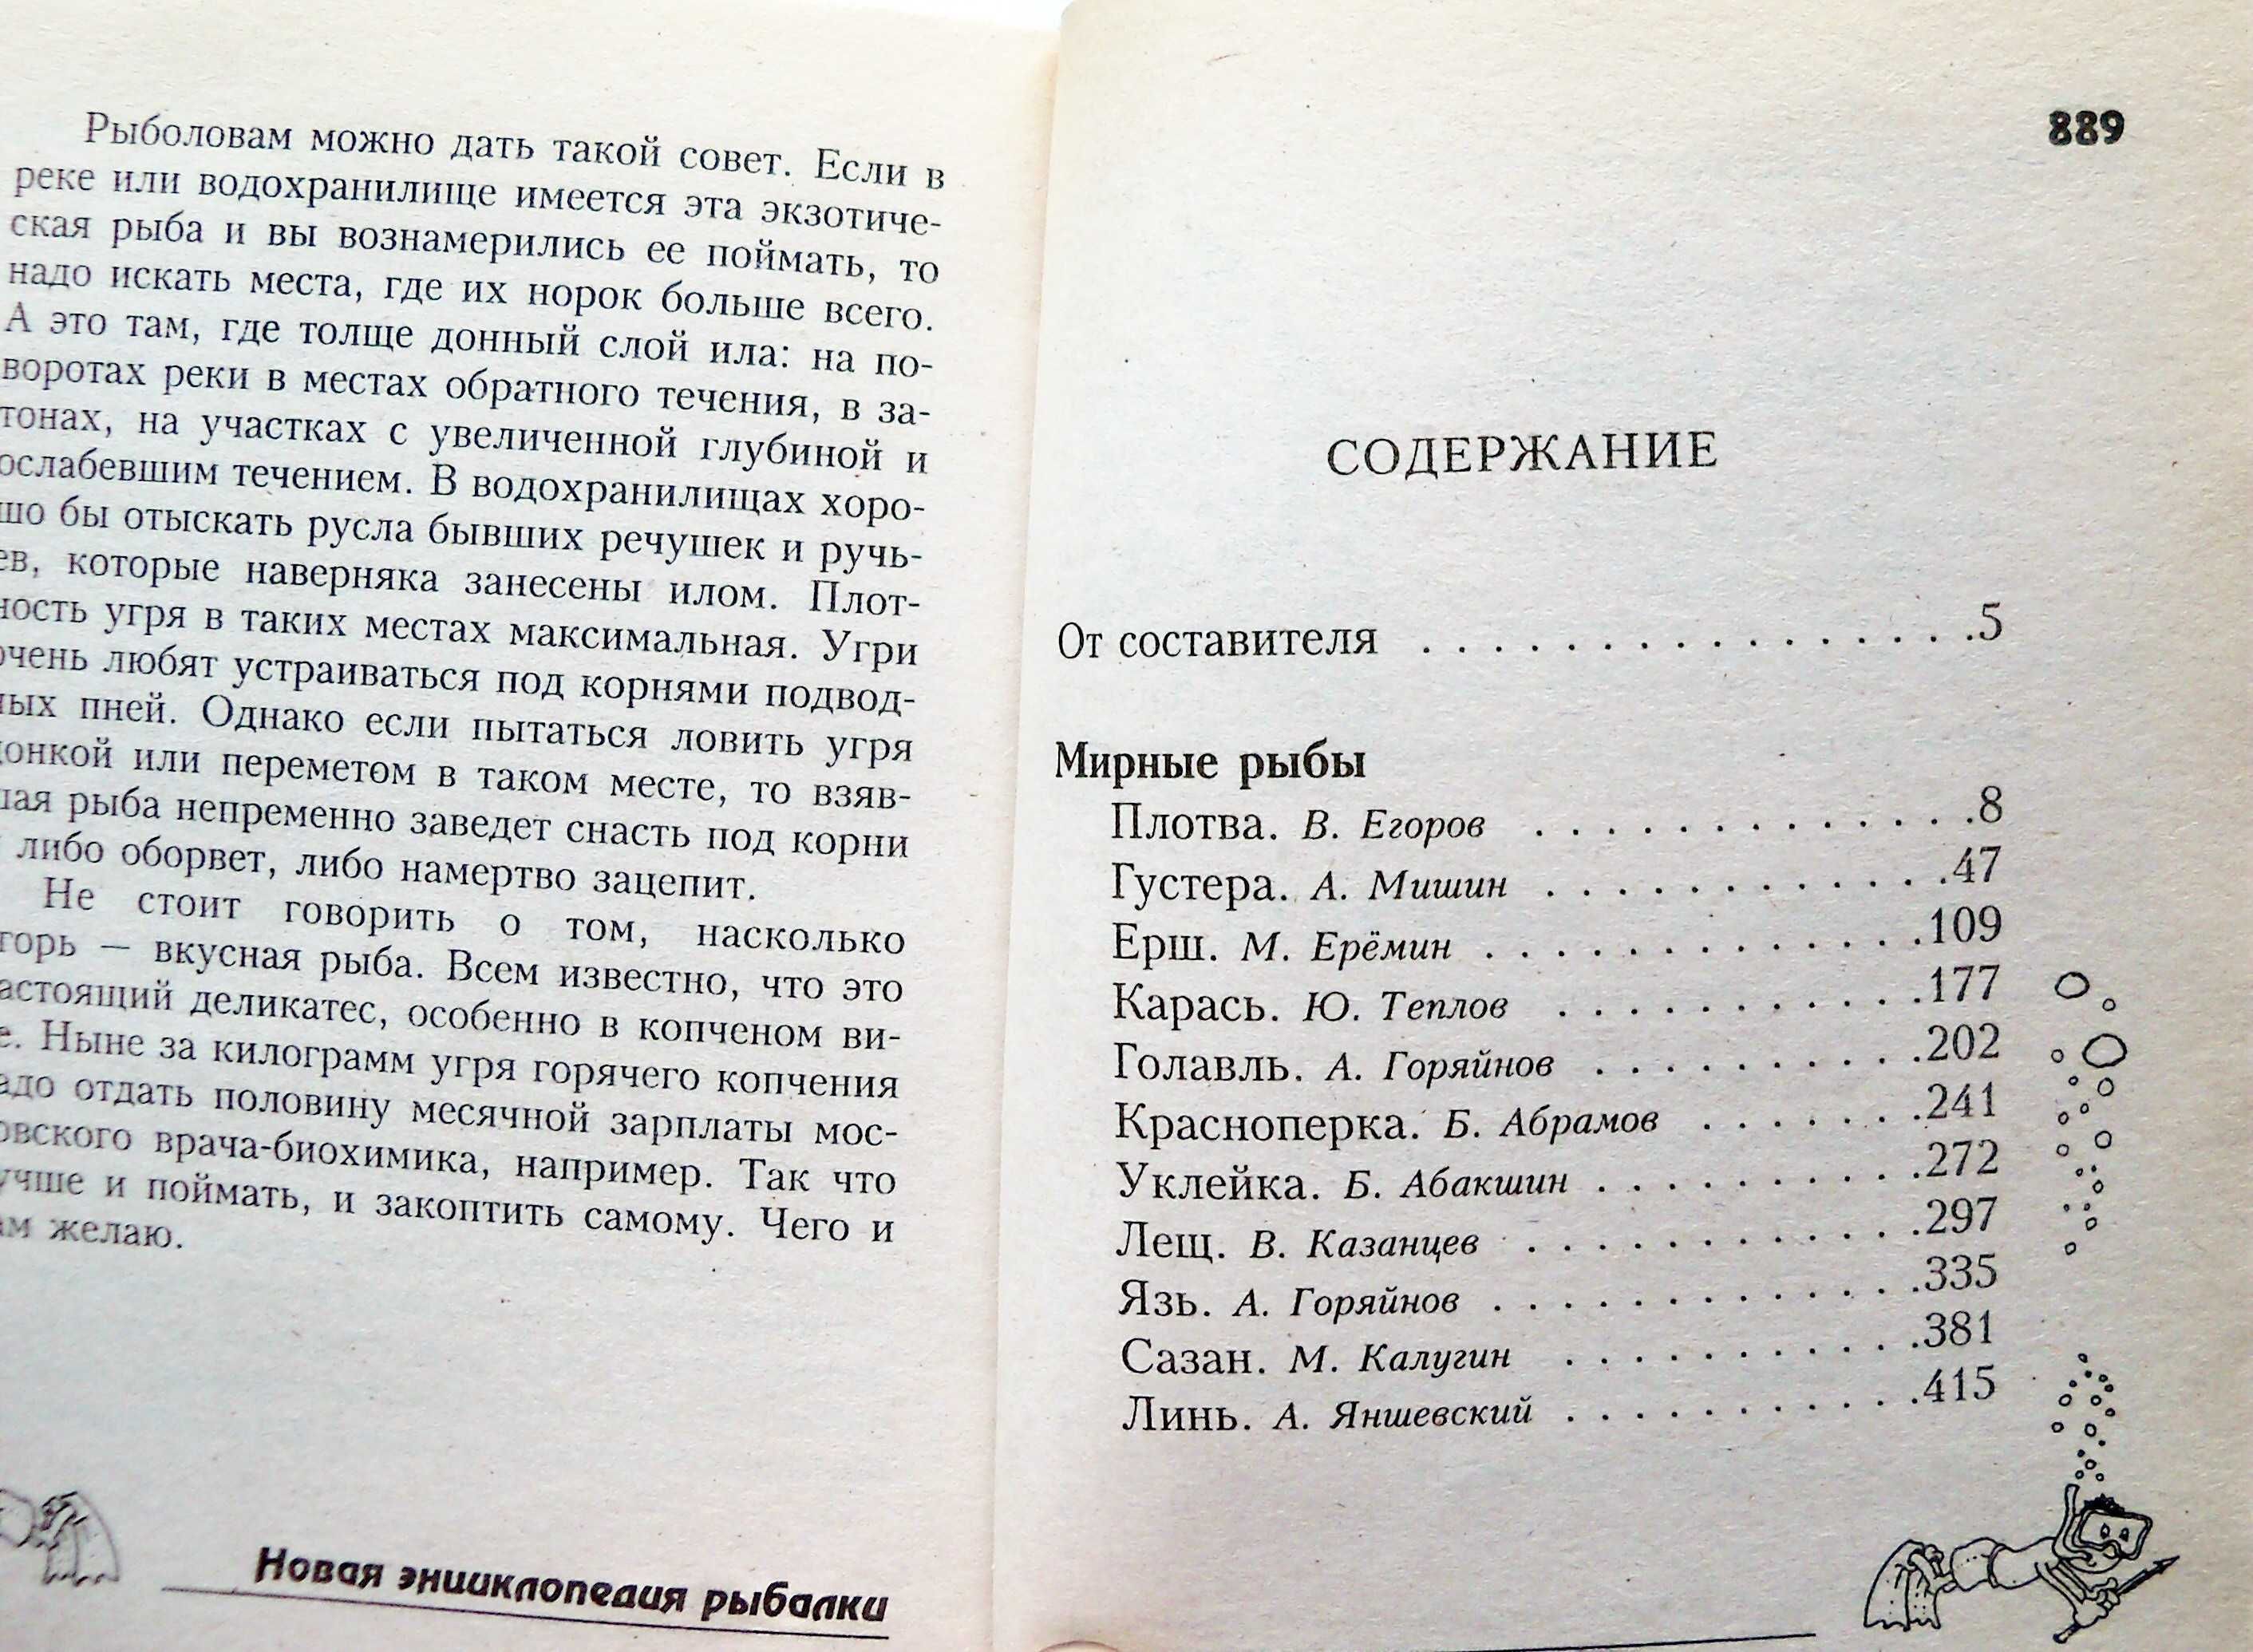 Рыболовам можно дать такой совет. Если в
реке или водохранилище имеется эта экзотиче-
ская рыба и вы вознамерились ее поймать, то
надо искать места, где их норок больше всего.
А это там, где толще донный слой ила: на по-
воротах реки в местах обратного течения, в за-
тонах, на участках с увеличенной глубиной и
ослабевшим течением. В водохранилищах хоро-
шо бы отыскать русла бывших речушек и ручь-
ев, которые наверняка занесены илом. Плот-
ность угря в таких местах максимальная. Угри
очень любят устраиваться под корнями подвод-
ных пней. Однако если пытаться ловить угря
донкой или переметом в таком месте, то взяв-
шая рыба непременно заведет снасть под корни
либо оборвет, либо намертво зацепит.
Не стоит говорить о том, насколько
горь — вкусная рыба. Всем известно, что это
астоящий деликатес, особенно в копченом ви-
е. Ныне за килограмм угря горячего копчения
адо отдать половину месячной зарплаты мос-
овского врача-биохимика, например. Так что
учше и поймать, и закоптить самому. Чего и
ам желаю.
Новая энциклопедия рыбалки
889
СОДЕРЖАНИЕ
От составителя . . . . . . . . . . . . . . . .5
Мирные рыбы
Плотва. В. Егоров . . . . . . . . . . . . . .8
Густера. А. Мишин . . . . . . . . . . . . .47
Ерш. М. Ерёмин . . . . . . . . . . . . . .109
Карась. Ю. Теплов . . . . . . . . . . .177
Голавль. А. Горяйнов . . . . . . . . . .202
Красноперка. Б. Абрамов . . . . . . .241
Уклейка. Б. Абакшин . . . . . . . . . .272
Лещ. В. Казанцев . . . . . . . . . . . .297
Язь. А. Горяйнов . . . . . . . . . . . . .335
Сазан. М. Калугин . . . . . . . . . . .381
Линь. А. Яншевский . . . . . . . . . . .415